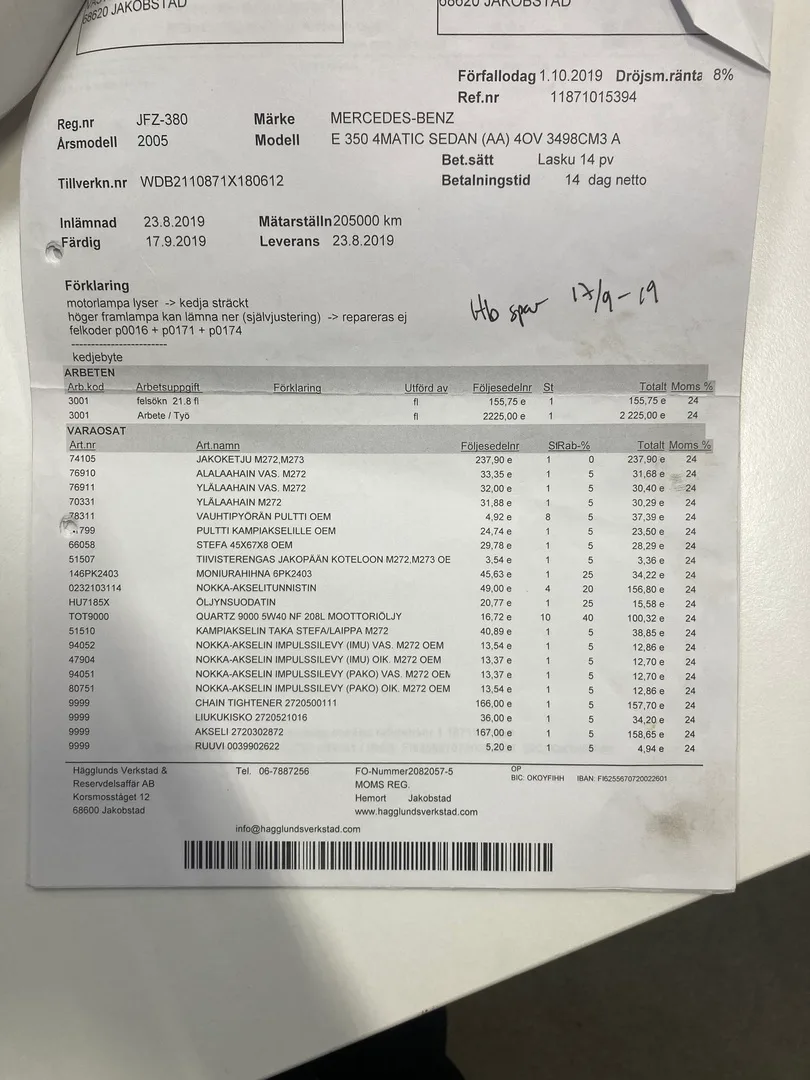 68620 JAKOBSTAD
68620 JAKOBSTAD
Förfallodag 1.10.2019 Dröjsm.ränta 8%
Ref.nr 11871015394
Reg.nr JFZ-380 Märke MERCEDES-BENZ
Årsmodell 2005 Modell E 350 4MATIC SEDAN (AA) 4OV 3498CM3 A
Bet.sätt Lasku 14 pv
Tillverkn.nr WDB2110871X180612 Betalningstid 14 dag netto
Inlämnad 23.8.2019 Mätarställn 205000 km
Färdig 17.9.2019 Leverans 23.8.2019
Förklaring
motorlampa lyser -> kedja sträckt
höger framlampa kan lämna ner (självjustering) -> repareras ej
felkoder p0016 + p0171 + p0174
------------------------
kedjebyte
17/9-19
ARBETEN
Arb.kod Arbetsuppgift Förklaring Utförd av Följesedelnr St Totalt Moms %
3001 felsökn 21.8 fl fl 155,75 e 1 155,75 e 24
3001 Arbete / Työ fl 2225,00 e 1 2 225,00 e 24
VARAOSAT
Art.nr Art.namn Följesedelnr StRab-% Totalt Moms %
74105 JAKOKETJU M272,M273 237,90 e 1 0 237,90 e 24
76910 ALALAAHAIN VAS. M272 33,35 e 1 5 31,68 e 24
76911 YLÄLAAHAIN VAS. M272 32,00 e 1 5 30,40 e 24
70331 YLÄLAAHAIN M272 31,88 e 1 5 30,29 e 24
78311 VAUHTIPYÖRÄN PULTTI OEM 4,92 e 8 5 37,39 e 24
799 PULTTI KAMPIAKSELILLE OEM 24,74 e 1 5 23,50 e 24
66058 STEFA 45X67X8 OEM 29,78 e 1 5 28,29 e 24
51507 TIIVISTERENGAS JAKOPÄÄN KOTELOON M272,M273 OE 3,54 e 1 5 3,36 e 24
146PK2403 MONIURAHIHNA 6PK2403 45,63 e 1 25 34,22 e 24
0232103114 NOKKA-AKSELITUNNISTIN 49,00 e 4 20 156,80 e 24
HU7185X ÖLJYNSUODATIN 20,77 e 1 25 15,58 e 24
TOT9000 QUARTZ 9000 5W40 NF 208L MOOTTORIÖLJY 16,72 e 10 40 100,32 e 24
51510 KAMPIAKSELIN TAKA STEFA/LAIPPA M272 40,89 e 1 5 38,85 e 24
94052 NOKKA-AKSELIN IMPULSSILEVY (IMU) VAS. M272 OEM 13,54 e 1 5 12,86 e 24
47904 NOKKA-AKSELIN IMPULSSILEVY (IMU) OIK. M272 OEM 13,37 e 1 5 12,70 e 24
94051 NOKKA-AKSELIN IMPULSSILEVY (PAKO) VAS. M272 OEM 13,37 e 1 5 12,70 e 24
80751 NOKKA-AKSELIN IMPULSSILEVY (PAKO) OIK. M272 OEM 13,54 e 1 5 12,86 e 24
9999 CHAIN TIGHTENER 2720500111 166,00 e 1 5 157,70 e 24
9999 LIUKUKISKO 2720521016 36,00 e 1 5 34,20 e 24
9999 AKSELI 2720302872 167,00 e 1 5 158,65 e 24
9999 RUUVI 0039902622 5,20 e 1 5 4,94 e 24
Hägglunds Verkstad & Tel. 06-7887256 FO-Nummer2082057-5 OP
Reservdelsaffär AB MOMS REG. BIC: OKOYFIHH IBAN: FI6255670720022601
Korsmosståget 12 Hemort Jakobstad
68600 Jakobstad www.hagglundsverkstad.com
info@hagglundsverkstad.com